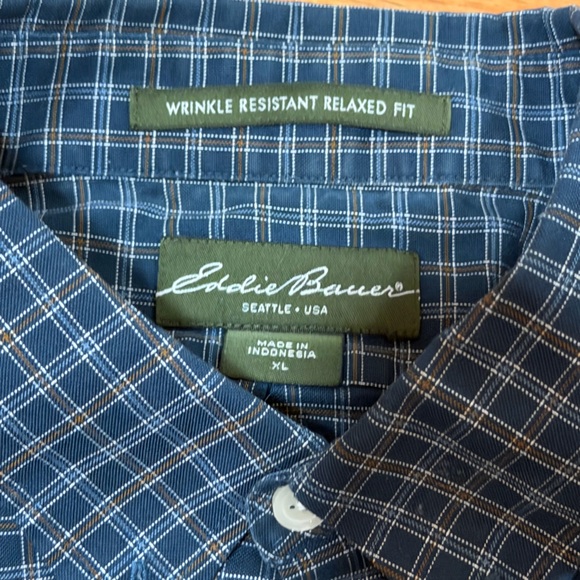 WRINKLE RESISTANT RELAXED FIT
Eddie Bauer®
SEATTLE • USA
MADE IN
INDONESIA
XL